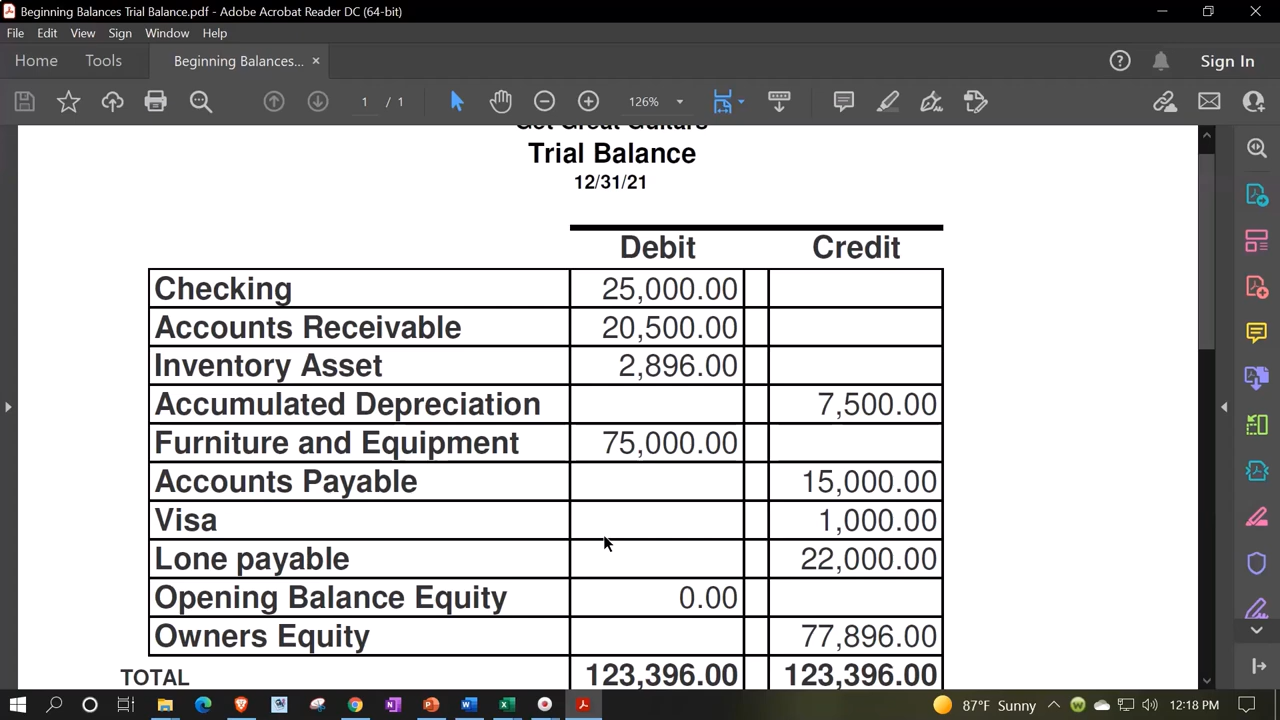 Beginning Balances Trial Balance.pdf - Adobe Acrobat Reader DC (64-bit)
File Edit View Sign Window Help
Home Tools Beginning Balances... × Sign In
1 / 1 126%
Get Great Guitars
Trial Balance
12/31/21
Debit Credit
Checking 25,000.00
Accounts Receivable 20,500.00
Inventory Asset 2,896.00
Accumulated Depreciation 7,500.00
Furniture and Equipment 75,000.00
Accounts Payable 15,000.00
Visa 1,000.00
Lone payable 22,000.00
Opening Balance Equity 0.00
Owners Equity 77,896.00
TOTAL 123,396.00 123,396.00
87°F Sunny 12:18 PM